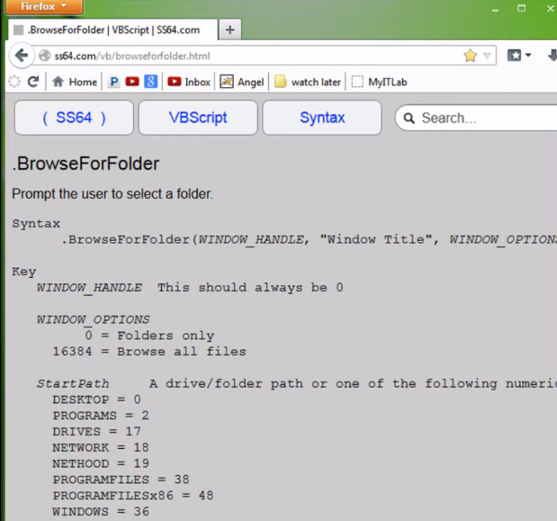 Firefox
.BrowseForFolder | VBScript | SS64.com
ss64.com/vb/browseforfolder.html
Home Inbox Angel watch later MyITLab
( SS64 ) VBScript Syntax Search...
.BrowseForFolder
Prompt the user to select a folder.
Syntax
.BrowseForFolder(WINDOW_HANDLE, "Window Title", WINDOW_OPTIONS
Key
WINDOW_HANDLE This should always be 0
WINDOW_OPTIONS
0 = Folders only
16384 = Browse all files
StartPath A drive/folder path or one of the following numeric
DESKTOP = 0
PROGRAMS = 2
DRIVES = 17
NETWORK = 18
NETHOOD = 19
PROGRAMFILES = 38
PROGRAMFILESx86 = 48
WINDOWS = 36